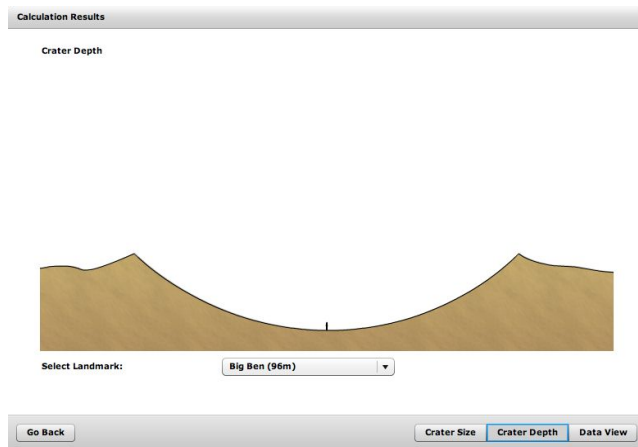 Calculation Results
Crater Depth
Select Landmark: Big Ben (96m)
Go Back Crater Size Crater Depth Data View